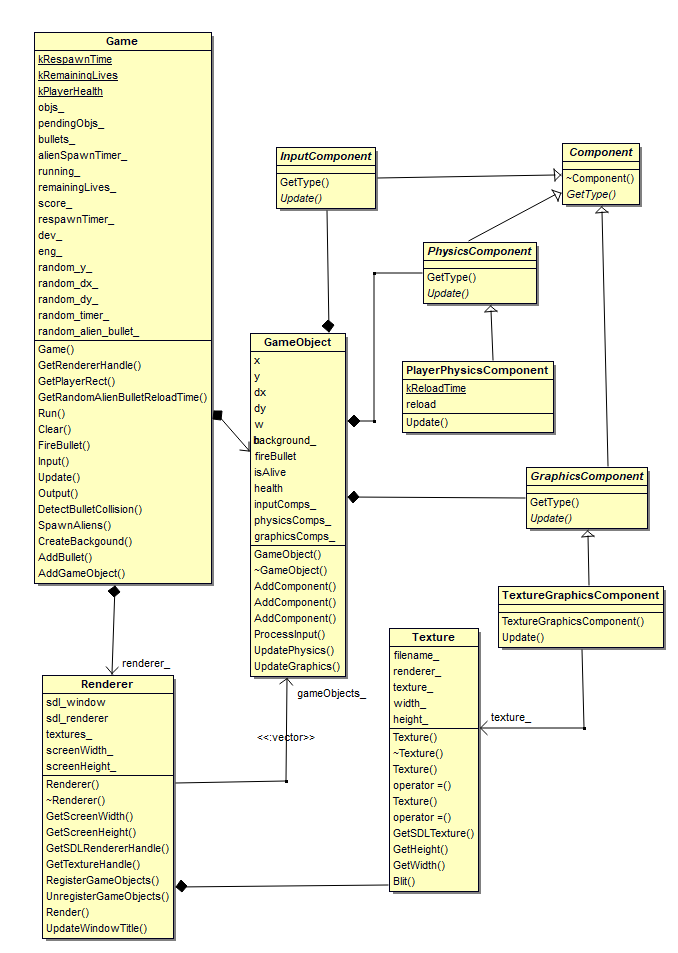 Game
kRespawnTime
kRemainingLives
kPlayerHealth
objs_
pendingObjs_
bullets_
alienSpawnTimer_
running_
remainingLives_
score_
respawnTimer_
dev_
eng_
random_y_
random_dx_
random_dy_
random_timer_
random_alien_bullet_
Game()
GetRendererHandle()
GetPlayerRect()
GetRandomAlienBulletReloadTime()
Run()
Clear()
FireBullet()
Input()
Update()
Output()
DetectBulletCollision()
SpawnAliens()
CreateBackgound()
AddBullet()
AddGameObject()
InputComponent
GetType()
Update()
Component
~Component()
GetType()
PhysicsComponent
GetType()
Update()
PlayerPhysicsComponent
kReloadTime
reload
Update()
GameObject
x
y
dx
dy
w
background_
fireBullet
isAlive
health
inputComps_
physicsComps_
graphicsComps_
GameObject()
~GameObject()
AddComponent()
AddComponent()
AddComponent()
ProcessInput()
UpdatePhysics()
UpdateGraphics()
GraphicsComponent
GetType()
Update()
TextureGraphicsComponent
TextureGraphicsComponent()
Update()
Texture
filename_
renderer_
texture_
width_
height_
Texture()
~Texture()
Texture()
operator =()
Texture()
operator =()
GetSDLTexture()
GetHeight()
GetWidth()
Blit()
texture_
renderer_
gameObjects_
<<:vector>>
Renderer
sdl_window
sdl_renderer
textures_
screenWidth_
screenHeight_
Renderer()
~Renderer()
GetScreenWidth()
GetScreenHeight()
GetSDLRendererHandle()
GetTextureHandle()
RegisterGameObjects()
UnregisterGameObjects()
Render()
UpdateWindowTitle()